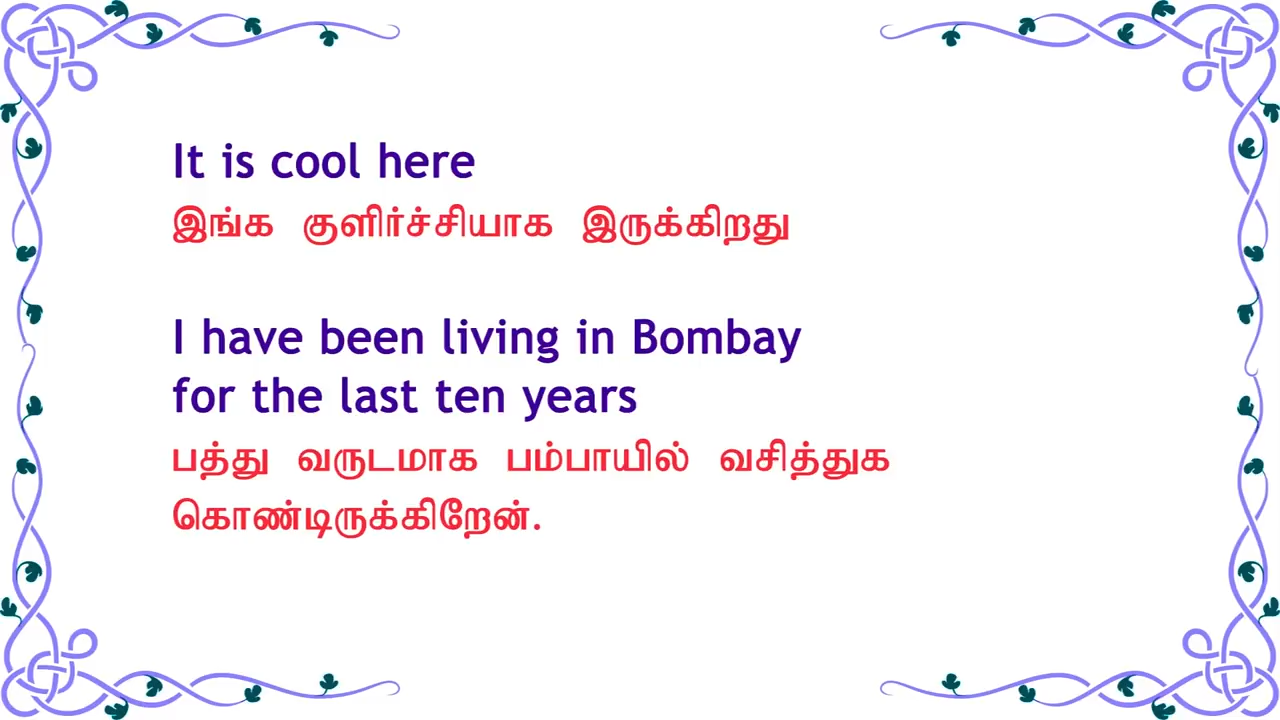 It is cool here
இங்க குளிர்ச்சியாக இருக்கிறது
I have been living in Bombay
for the last ten years
பத்து வருடமாக பம்பாயில் வசித்துக
கொண்டிருக்கிறேன்.